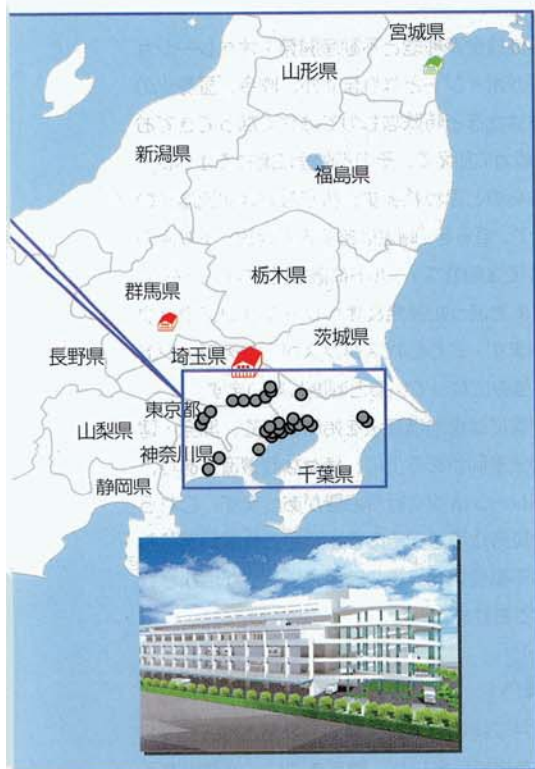 宮城県
山形県
新潟県
福島県
栃木県
群馬県
茨城県
長野県
埼玉県
東京都
山梨県
神奈川県
千葉県
静岡県